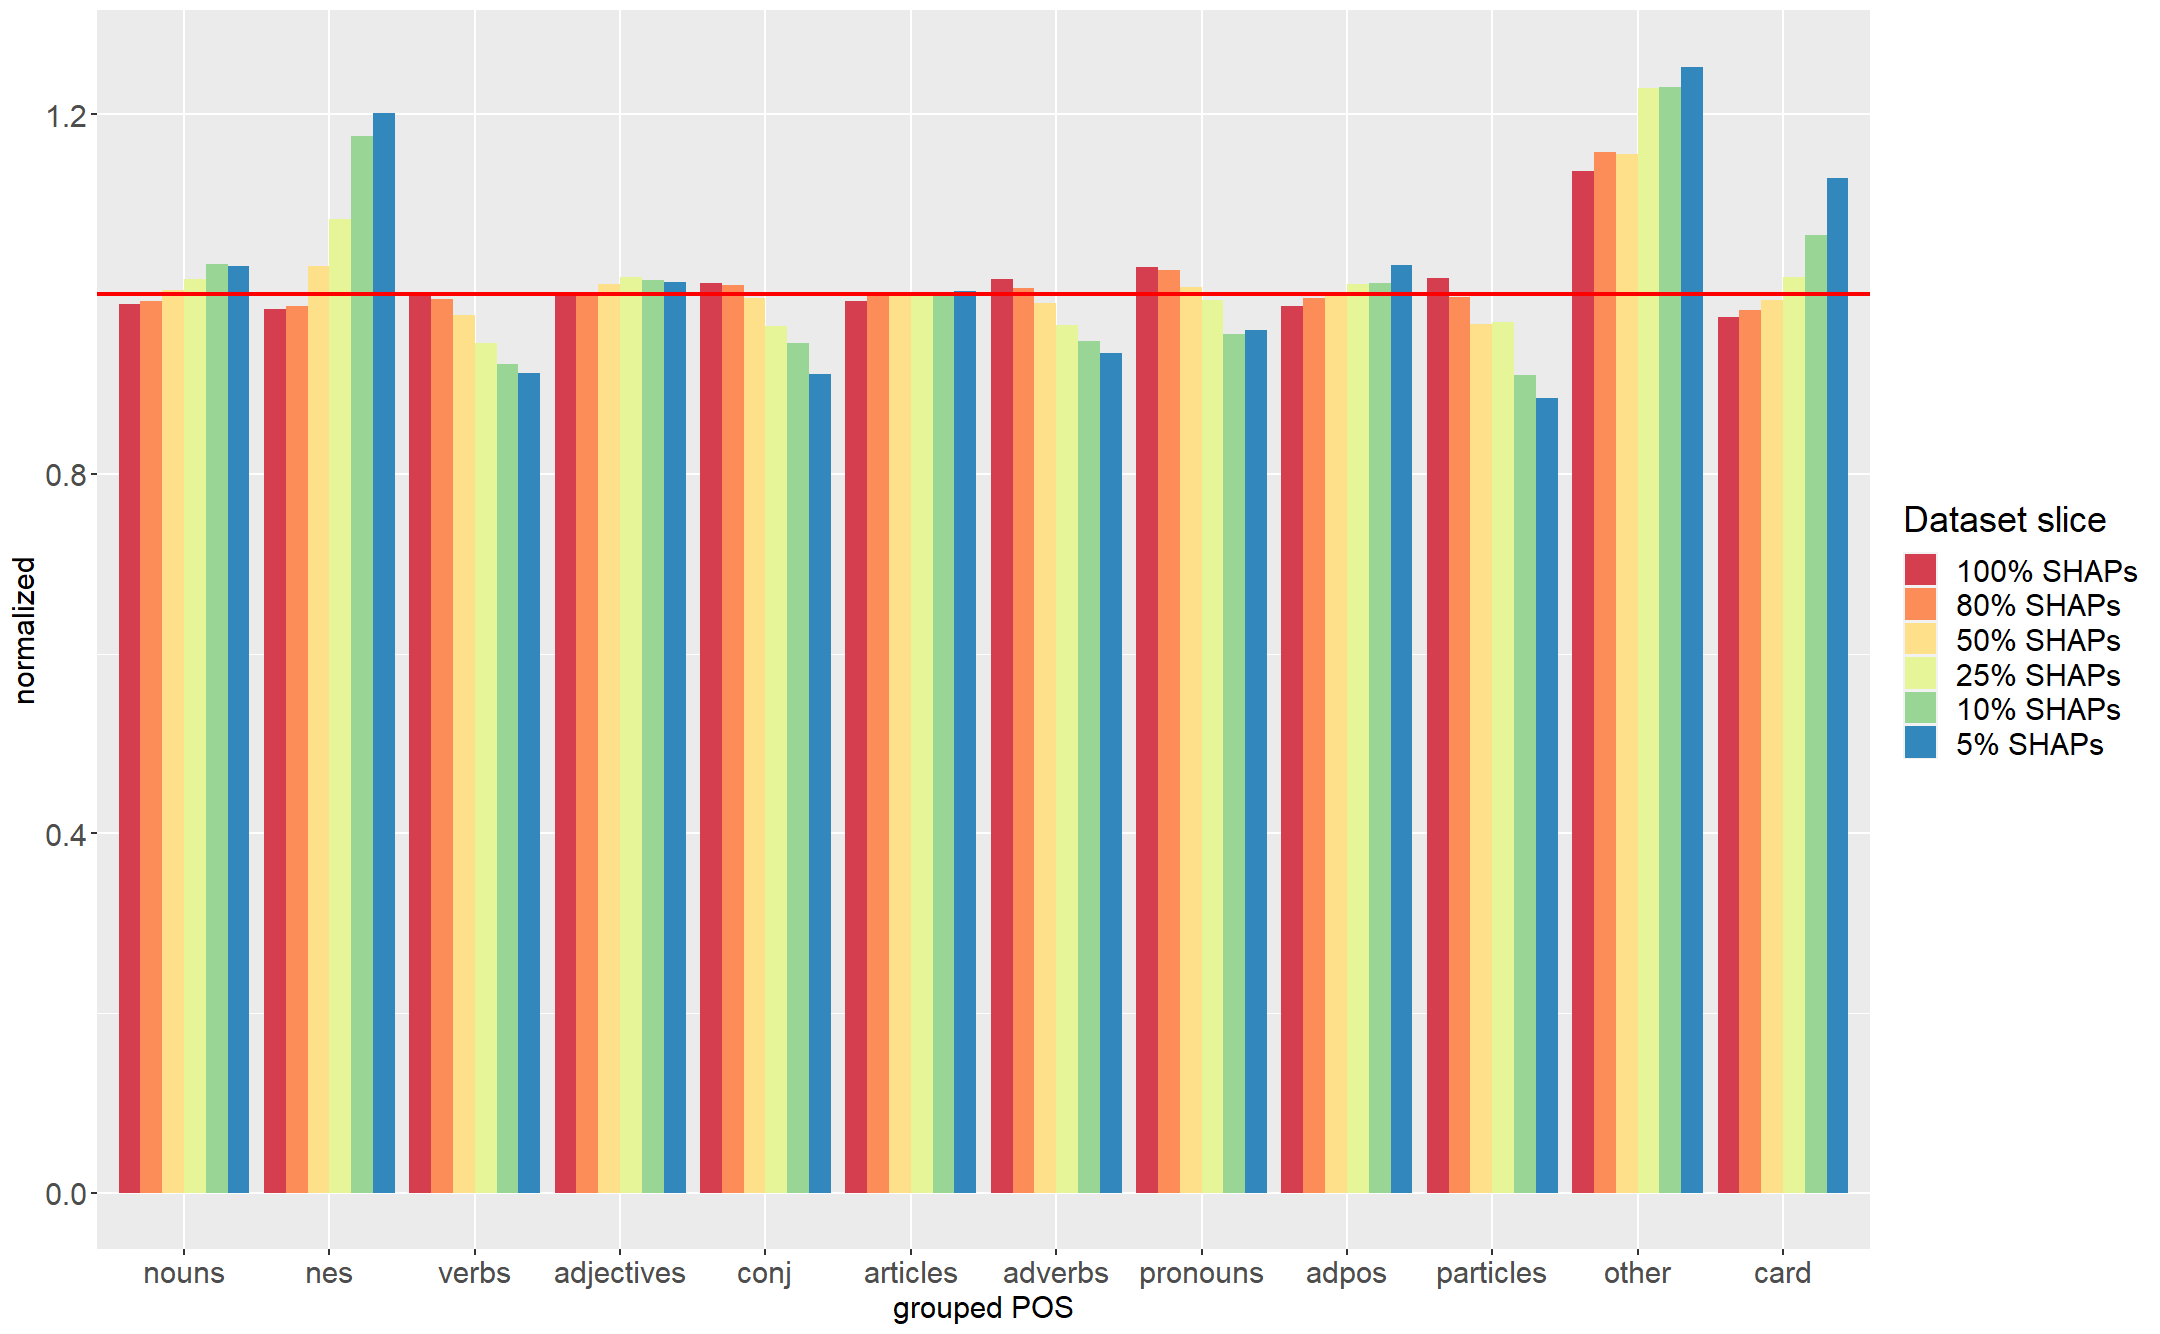 1.2
0.8
0.4
0.0
normalized
nouns nes verbs adjectives conj articles adverbs pronouns adpos particles other card
grouped POS
Dataset slice
100% SHAPs
80% SHAPs
50% SHAPs
25% SHAPs
10% SHAPs
5% SHAPs